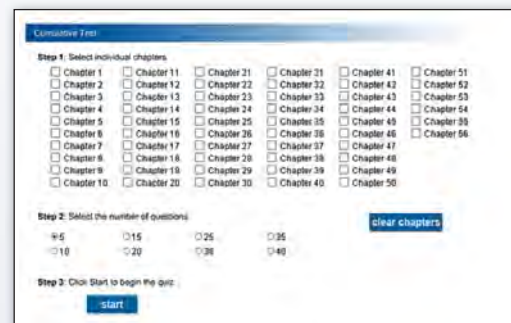 Cumulative Test
Step 1: Select individual chapters.
Chapter 1 Chapter 11 Chapter 21 Chapter 31 Chapter 41 Chapter 51
Chapter 2 Chapter 12 Chapter 22 Chapter 32 Chapter 42 Chapter 52
Chapter 3 Chapter 13 Chapter 23 Chapter 33 Chapter 43 Chapter 53
Chapter 4 Chapter 14 Chapter 24 Chapter 34 Chapter 44 Chapter 54
Chapter 5 Chapter 15 Chapter 25 Chapter 35 Chapter 45 Chapter 55
Chapter 6 Chapter 16 Chapter 26 Chapter 36 Chapter 46 Chapter 56
Chapter 7 Chapter 17 Chapter 27 Chapter 37 Chapter 47
Chapter 8 Chapter 18 Chapter 28 Chapter 38 Chapter 48
Chapter 9 Chapter 19 Chapter 29 Chapter 39 Chapter 49
Chapter 10 Chapter 20 Chapter 30 Chapter 40 Chapter 50
Step 2: Select the number of questions.
clear chapters
5 15 25 35
10 20 30 40
Step 3: Click Start to begin the quiz.
start